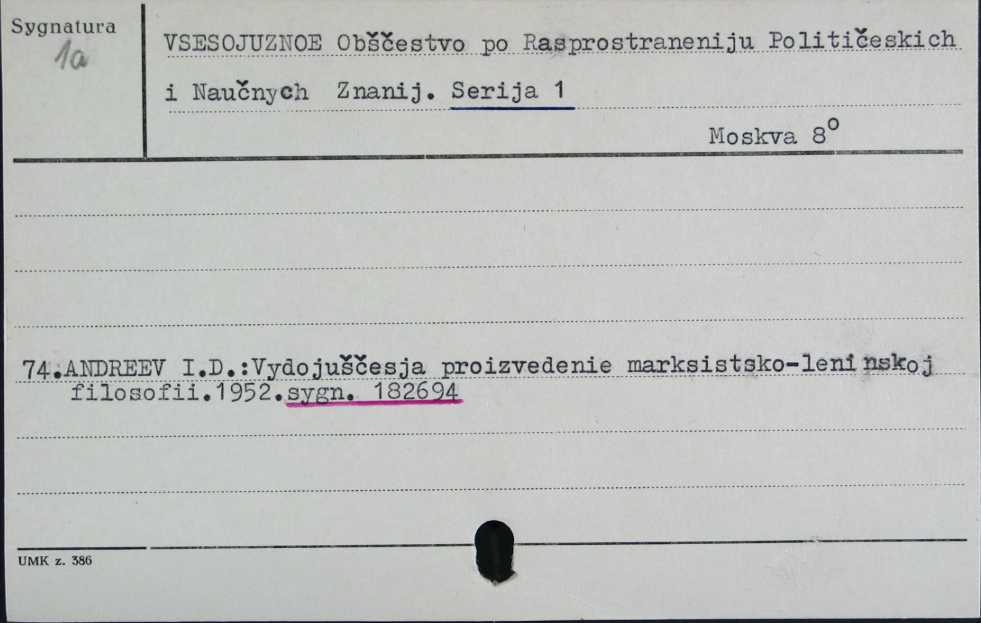 Sygnatura
1a
VSESOJUZNOE Obščestvo po Rasprostraneniju Političeskich
i Naučnych Znanij. Serija 1
Moskva 8º
74.ANDREEV I.D.:Vydojuščesja proizvedenie marksistsko-leninskoj
filosofii.1952.sygn. 182694
UMK z. 386